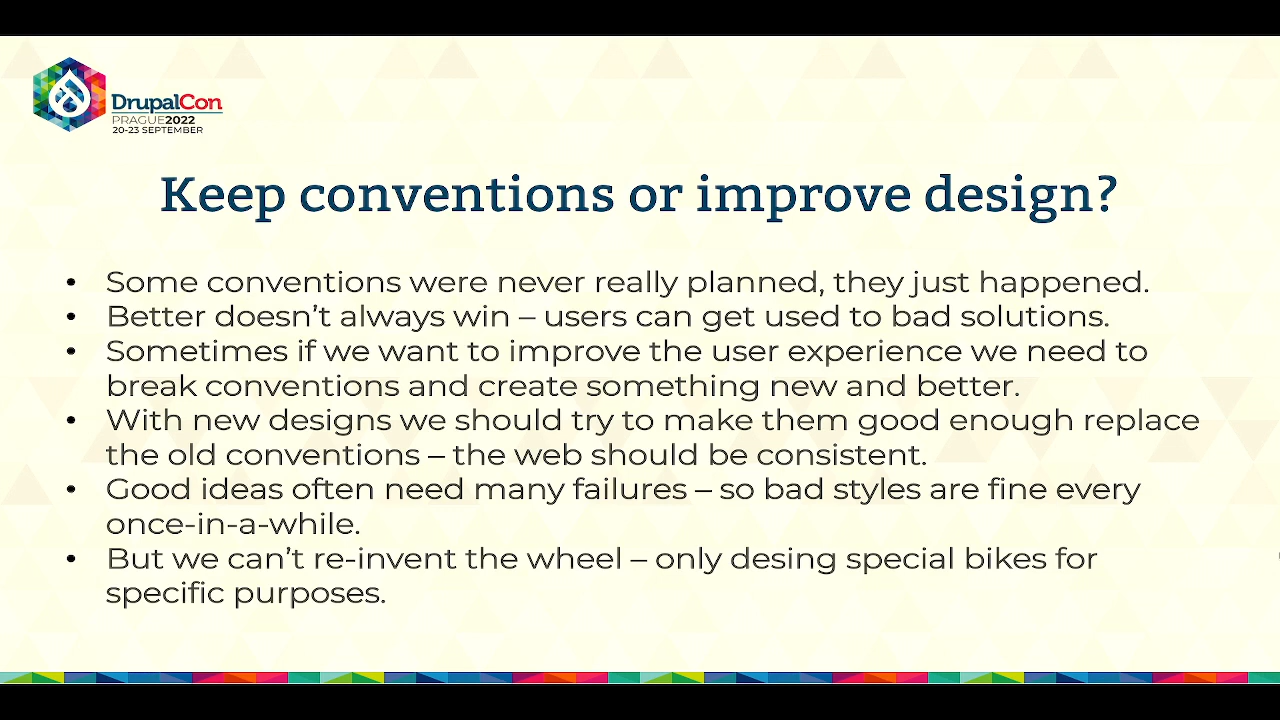 DrupalCon
PRAGUE2022
20-23 SEPTEMBER
Keep conventions or improve design?
• Some conventions were never really planned, they just happened.
• Better doesn’t always win – users can get used to bad solutions.
• Sometimes if we want to improve the user experience we need to
break conventions and create something new and better.
• With new designs we should try to make them good enough replace
the old conventions – the web should be consistent.
• Good ideas often need many failures – so bad styles are fine every
once-in-a-while.
• But we can’t re-invent the wheel – only desing special bikes for
specific purposes.